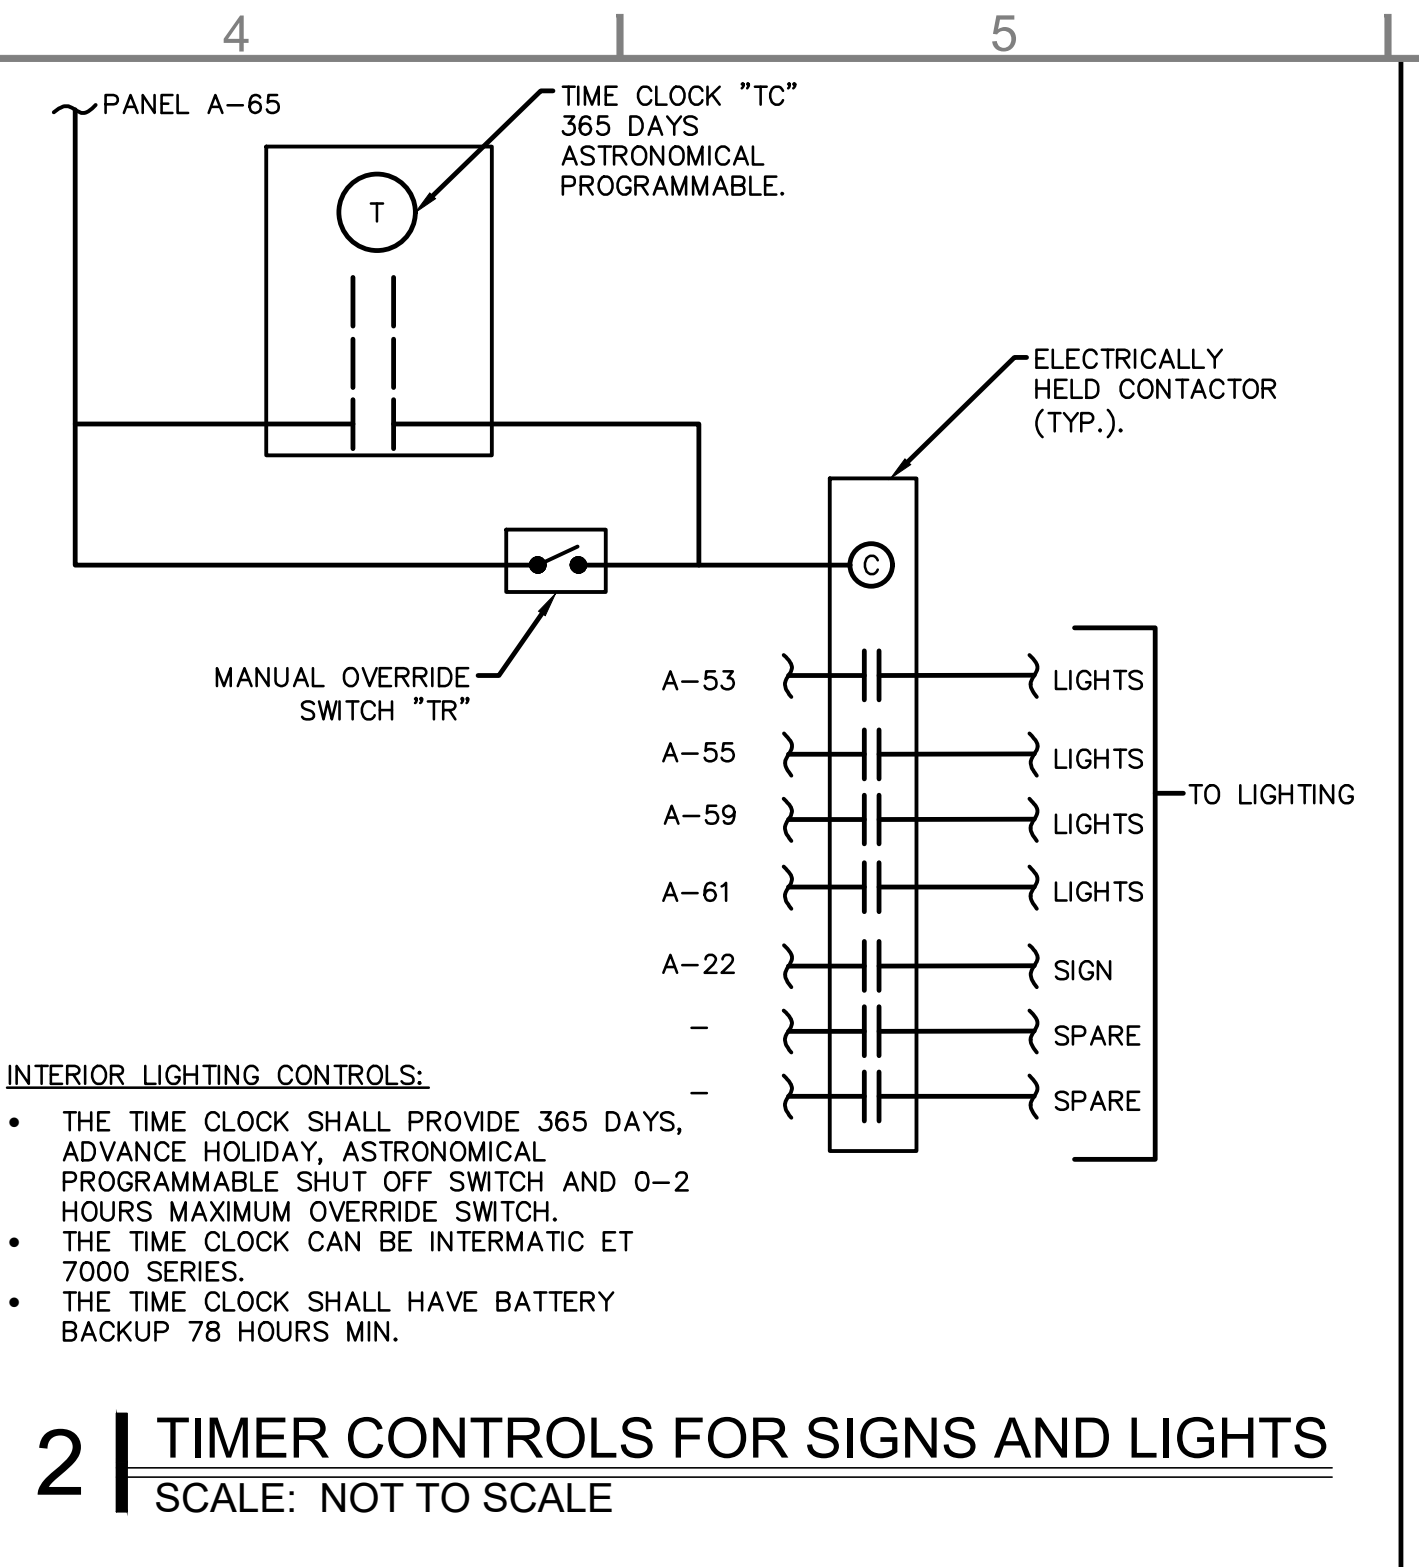 4
5
PANEL A-65
TIME CLOCK "TC"
365 DAYS
ASTRONOMICAL
PROGRAMMABLE.
T
ELECTRICALLY
HELD CONTACTOR
(TYP.).
C
MANUAL OVERRIDE
SWITCH "TR"
A-53
LIGHTS
A-55
LIGHTS
TO LIGHTING
A-59
LIGHTS
A-61
LIGHTS
A-22
SIGN
-
SPARE
-
SPARE
INTERIOR LIGHTING CONTROLS:
• THE TIME CLOCK SHALL PROVIDE 365 DAYS,
ADVANCE HOLIDAY, ASTRONOMICAL
PROGRAMMABLE SHUT OFF SWITCH AND 0-2
HOURS MAXIMUM OVERRIDE SWITCH.
• THE TIME CLOCK CAN BE INTERMATIC ET
7000 SERIES.
• THE TIME CLOCK SHALL HAVE BATTERY
BACKUP 78 HOURS MIN.
2
TIMER CONTROLS FOR SIGNS AND LIGHTS
SCALE: NOT TO SCALE